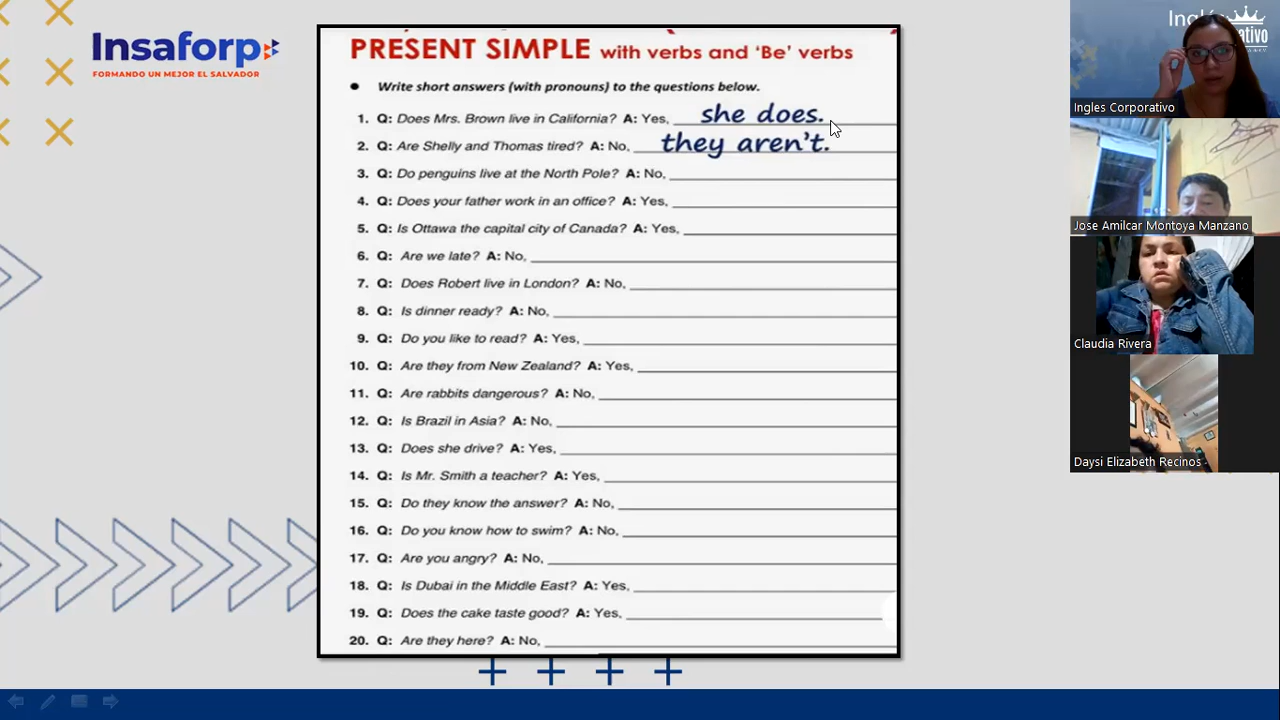 Insaforp
FORMANDO UN MEJOR EL SALVADOR
PRESENT SIMPLE with verbs and ‘Be’ verbs
● Write short answers (with pronouns) to the questions below.
1. Q: Does Mrs. Brown live in California? A: Yes, she does.
2. Q: Are Shelly and Thomas tired? A: No, they aren't.
3. Q: Do penguins live at the North Pole? A: No,
4. Q: Does your father work in an office? A: Yes,
5. Q: Is Ottawa the capital city of Canada? A: Yes,
6. Q: Are we late? A: No,
7. Q: Does Robert live in London? A: No,
8. Q: Is dinner ready? A: No,
9. Q: Do you like to read? A: Yes,
10. Q: Are they from New Zealand? A: Yes,
11. Q: Are rabbits dangerous? A: No,
12. Q: Is Brazil in Asia? A: No,
13. Q: Does she drive? A: Yes,
14. Q: Is Mr. Smith a teacher? A: Yes,
15. Q: Do they know the answer? A: No,
16. Q: Do you know how to swim? A: No,
17. Q: Are you angry? A: No,
18. Q: Is Dubai in the Middle East? A: Yes,
19. Q: Does the cake taste good? A: Yes,
20. Q: Are they here? A: No,
Ingles Corporativo
Jose Amilcar Montoya Manzano
Claudia Rivera
Daysi Elizabeth Recinos